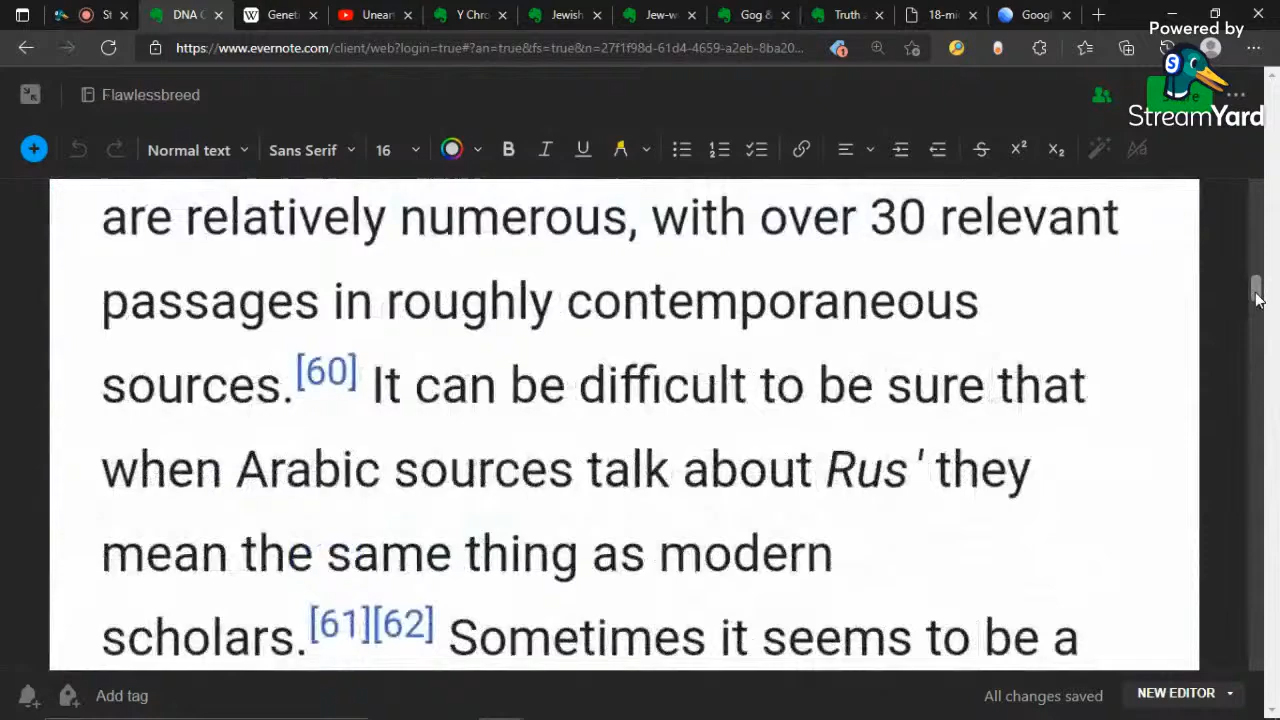 St
DNA
Genet
Unear
Y Chro
Jewish
Jew-w
Gog &
Truth
18-mi
Googl
https://www.evernote.com/client/web?login=true#?an=true&fs=true&n=27f1f98d-61d4-4659-a2eb-8ba20...
Powered by
StreamYard
Flawlessbreed
Normal text
Sans Serif
16
are relatively numerous, with over 30 relevant
passages in roughly contemporaneous
sources.[60] It can be difficult to be sure that
when Arabic sources talk about Rus' they
mean the same thing as modern
scholars.[61][62] Sometimes it seems to be a
Add tag
All changes saved
NEW EDITOR